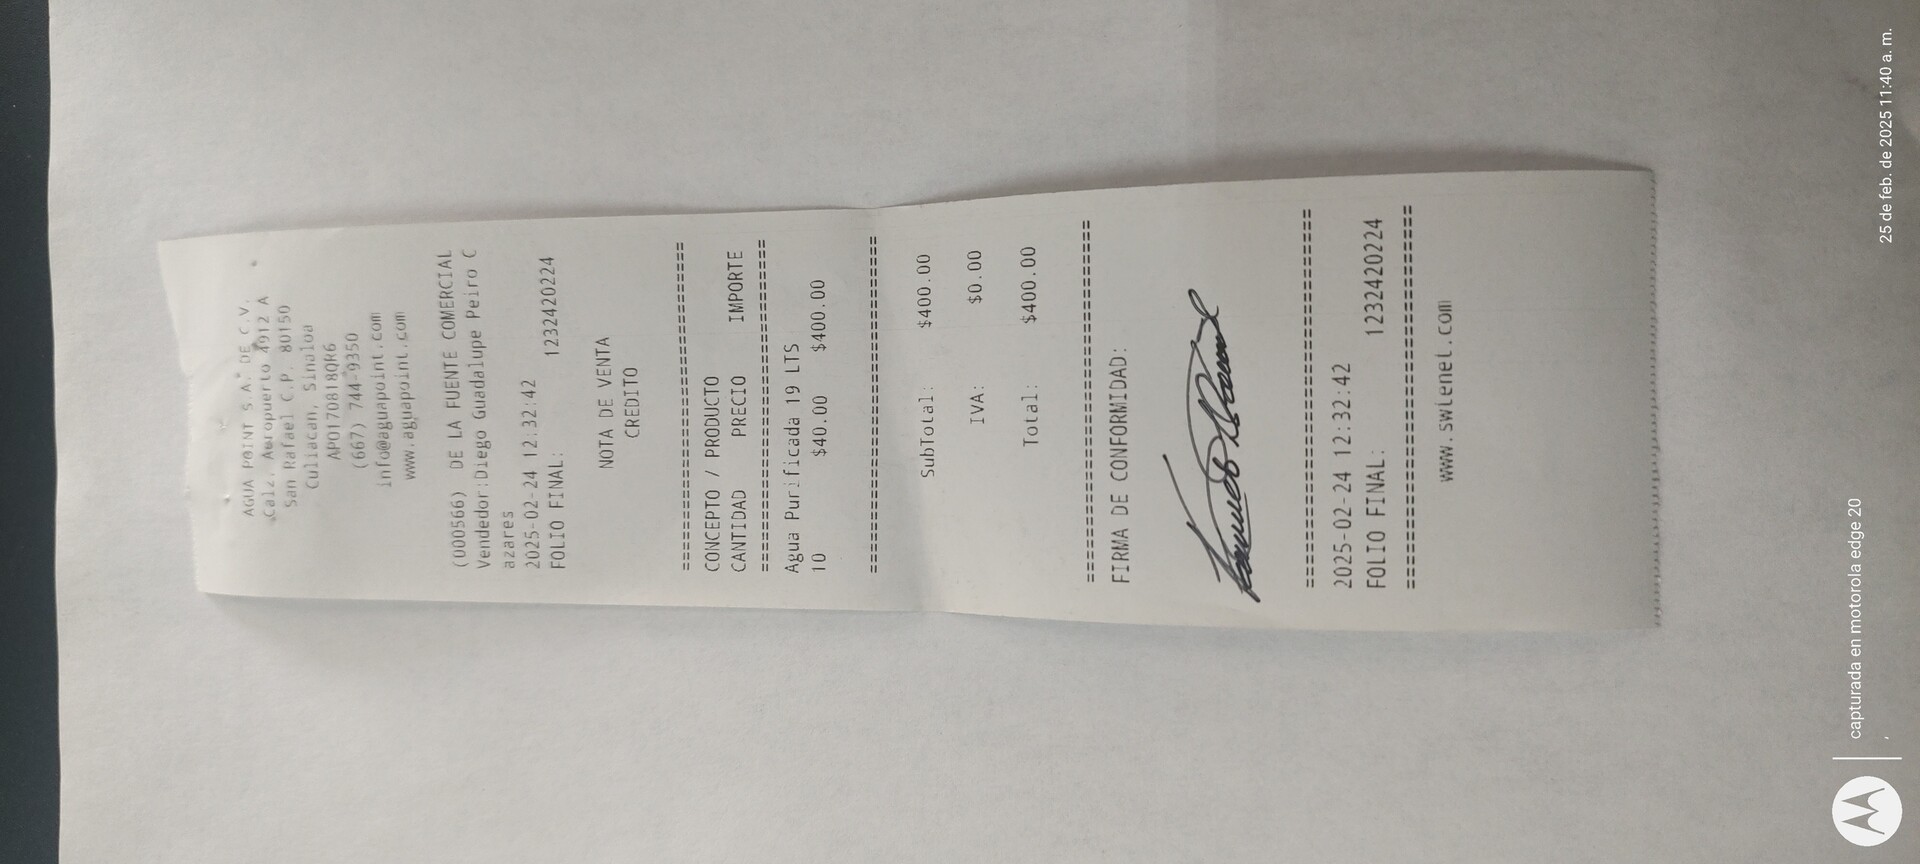 AGUA POINT S.A. DE C.V.
Calz. Aeropuerto 4912 A
San Rafael C.P. 80150
Culiacan, Sinaloa
APO170818QR6
(667) 744-9350
info@aguapoint.com
www.aguapoint.com
(000566) DE LA FUENTE COMERCIAL
Vendedor:Diego Guadalupe Peiro C
azares
2025-02-24 12:32:42
FOLIO FINAL: 1232420224
NOTA DE VENTA
CREDITO
================================
CONCEPTO / PRODUCTO
CANTIDAD PRECIO IMPORTE
================================
Agua Purificada 19 LTS
10 $40.00 $400.00
================================
SubTotal: $400.00
IVA: $0.00
Total: $400.00
================================
FIRMA DE CONFORMIDAD:
================================
2025-02-24 12:32:42
FOLIO FINAL: 1232420224
================================
www.swienet.com
capturada en motorola edge 20
, 25 de feb. de 2025 11:40 a. m.